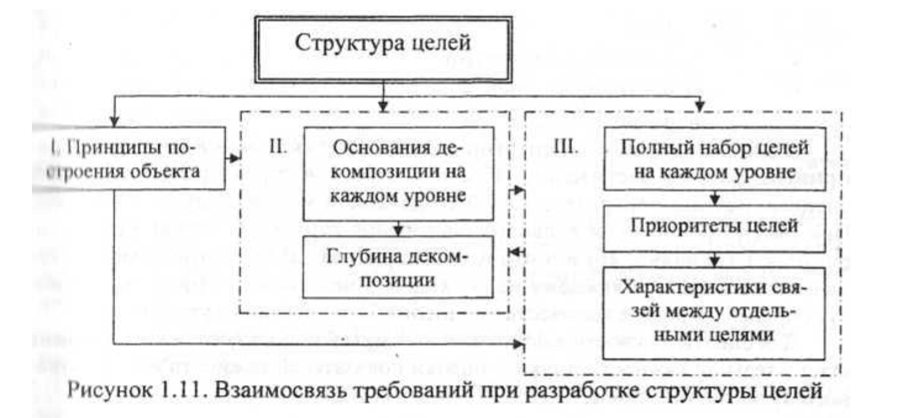 Структура целей
I. Принципы по-
строения объекта
II.
Основания де-
композиции на
каждом уровне
Глубина деком-
позиции
III.
Полный набор целей
на каждом уровне
Приоритеты целей
Характеристики свя-
зей между отдель-
ными целями
Рисунок 1.11. Взаимосвязь требований при разработке структуры целей